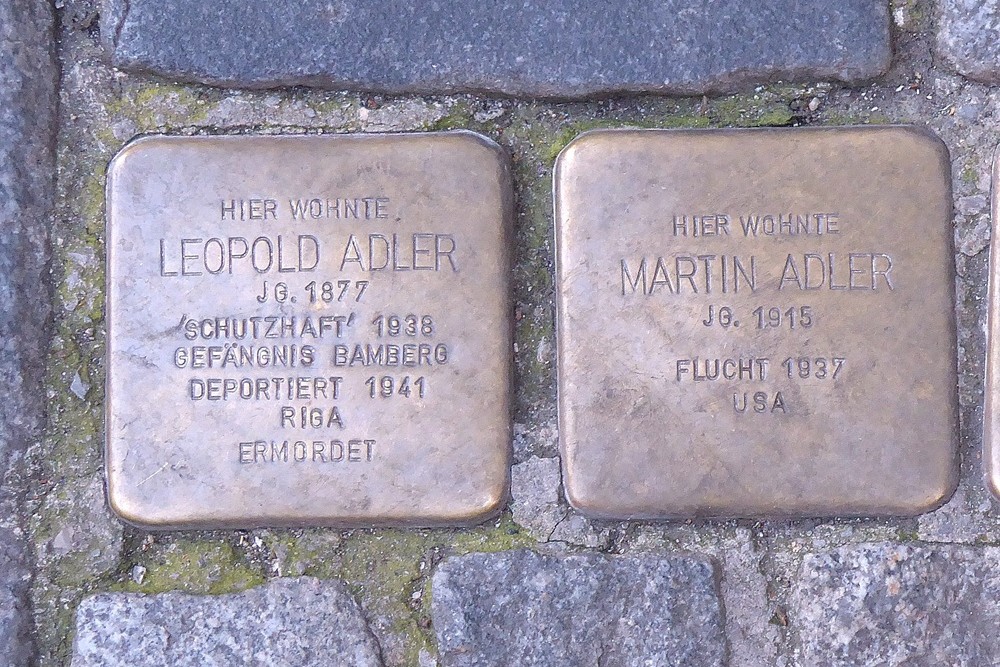 HIER WOHNTE
LEOPOLD ADLER
JG. 1877
'SCHUTZHAFT' 1938
GEFÄNGNIS BAMBERG
DEPORTIERT 1941
RIGA
ERMORDET
HIER WOHNTE
MARTIN ADLER
JG. 1915
FLUCHT 1937
USA